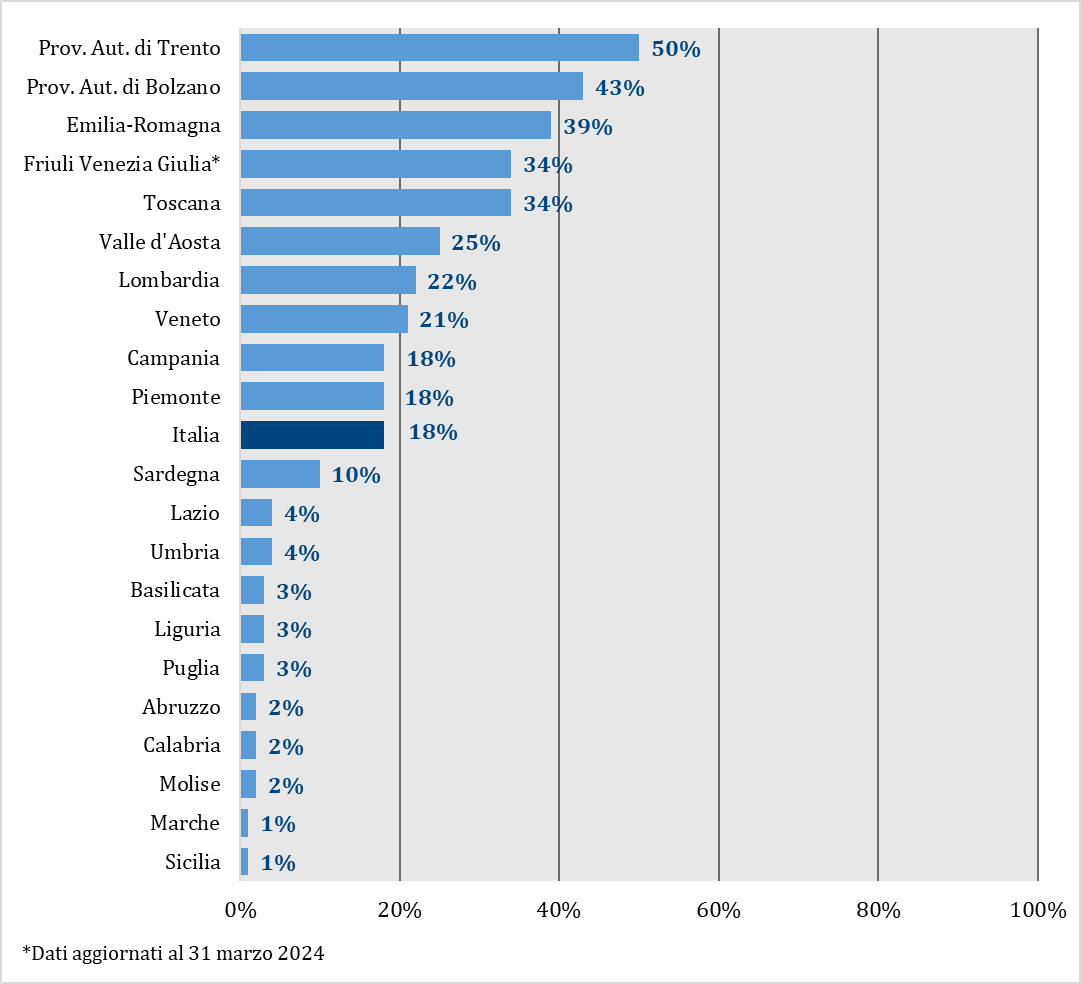 Prov. Aut. di Trento 50%
Prov. Aut. di Bolzano 43%
Emilia-Romagna 39%
Friuli Venezia Giulia* 34%
Toscana 34%
Valle d'Aosta 25%
Lombardia 22%
Veneto 21%
Campania 18%
Piemonte 18%
Italia 18%
Sardegna 10%
Lazio 4%
Umbria 4%
Basilicata 3%
Liguria 3%
Puglia 3%
Abruzzo 2%
Calabria 2%
Molise 2%
Marche 1%
Sicilia 1%
0% 20% 40% 60% 80% 100%
*Dati aggiornati al 31 marzo 2024